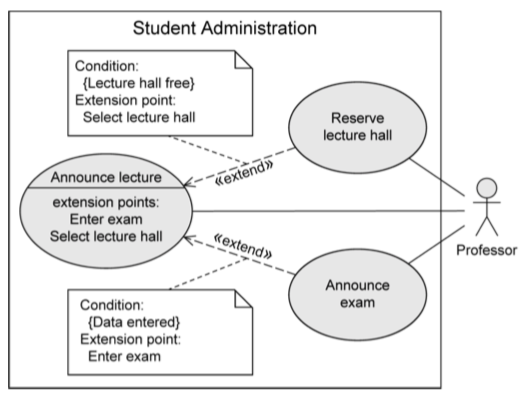 Student Administration
Condition:
{Lecture hall free}
Extension point:
Select lecture hall
Reserve
lecture hall
«extend»
Announce lecture
extension points:
Enter exam
Select lecture hall
Professor
«extend»
Announce
exam
Condition:
{Data entered}
Extension point:
Enter exam